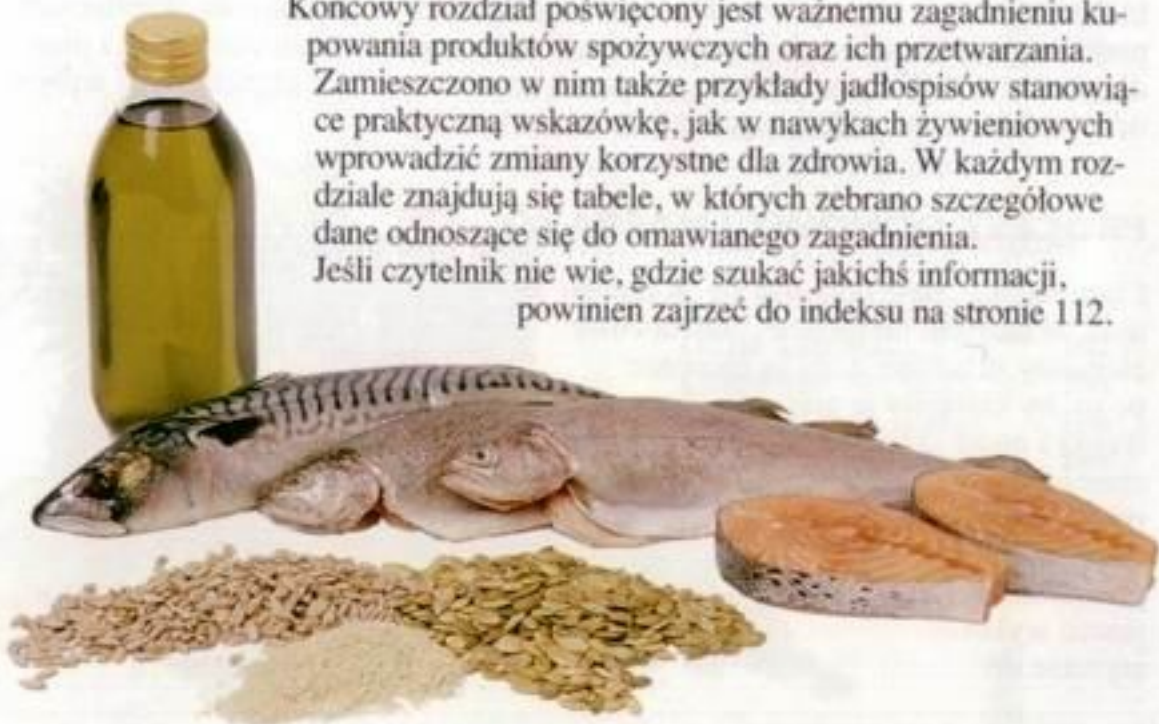 Końcowy rozdział poświęcony jest ważnemu zagadnieniu ku-
powania produktów spożywczych oraz ich przetwarzania.
Zamieszczono w nim także przykłady jadłospisów stanowią-
ce praktyczną wskazówkę, jak w nawykach żywieniowych
wprowadzić zmiany korzystne dla zdrowia. W każdym roz-
dziale znajdują się tabele, w których zebrano szczegółowe
dane odnoszące się do omawianego zagadnienia.
Jeśli czytelnik nie wie, gdzie szukać jakichś informacji,
powinien zajrzeć do indeksu na stronie 112.